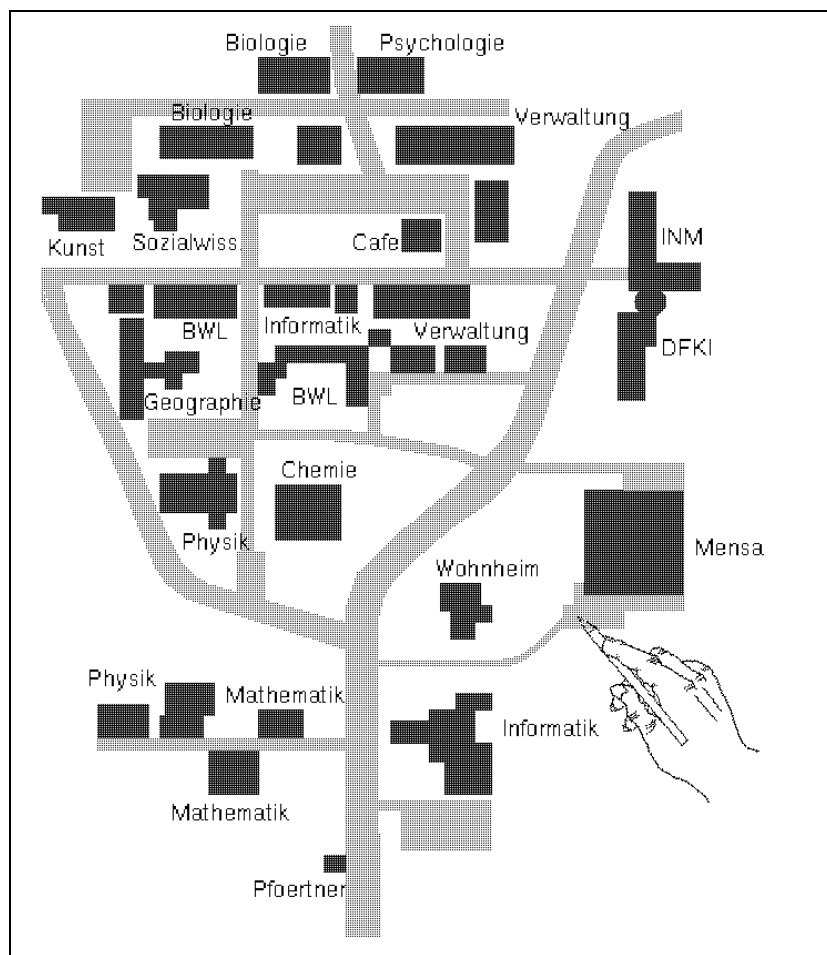 Biologie
Psychologie
Biologie
Verwaltung
Kunst
Sozialwiss.
Cafe
INM
BWL
Informatik
Verwaltung
DFKI
Geographie
BWL
Chemie
Physik
Mensa
Wohnheim
Physik
Mathematik
Informatik
Mathematik
Pfoertner